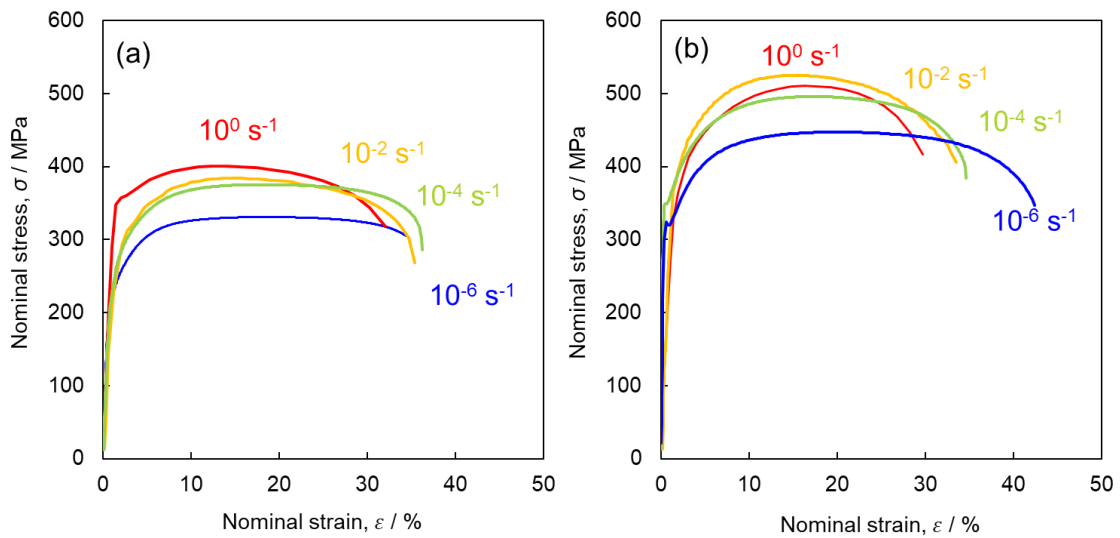 (a)
600
500
400
300
200
100
0
0 10 20 30 40 50
Nominal stress, σ / MPa
Nominal strain, ε / %
10⁰ s⁻¹
10⁻² s⁻¹
10⁻⁴ s⁻¹
10⁻⁶ s⁻¹
(b)
600
500
400
300
200
100
0
0 10 20 30 40 50
Nominal stress, σ / MPa
Nominal strain, ε / %
10⁰ s⁻¹
10⁻² s⁻¹
10⁻⁴ s⁻¹
10⁻⁶ s⁻¹